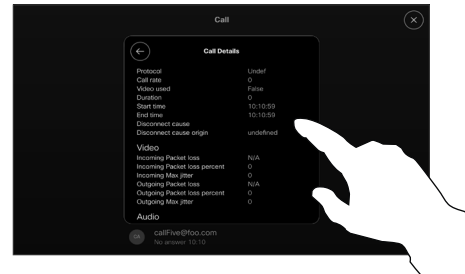 Call
Call Details
Protocol Undef
Call rate 0
Video used False
Duration 0
Start time 10:10:59
End time 10:10:59
Disconnect cause
Disconnect cause origin undefined
Video
Incoming Packet loss N/A
Incoming Packet loss percent 0
Incoming Max jitter 0
Outgoing Packet loss N/A
Outgoing Packet loss percent 0
Outgoing Max jitter 0
Audio
callFive@foo.com
No answer 10:10